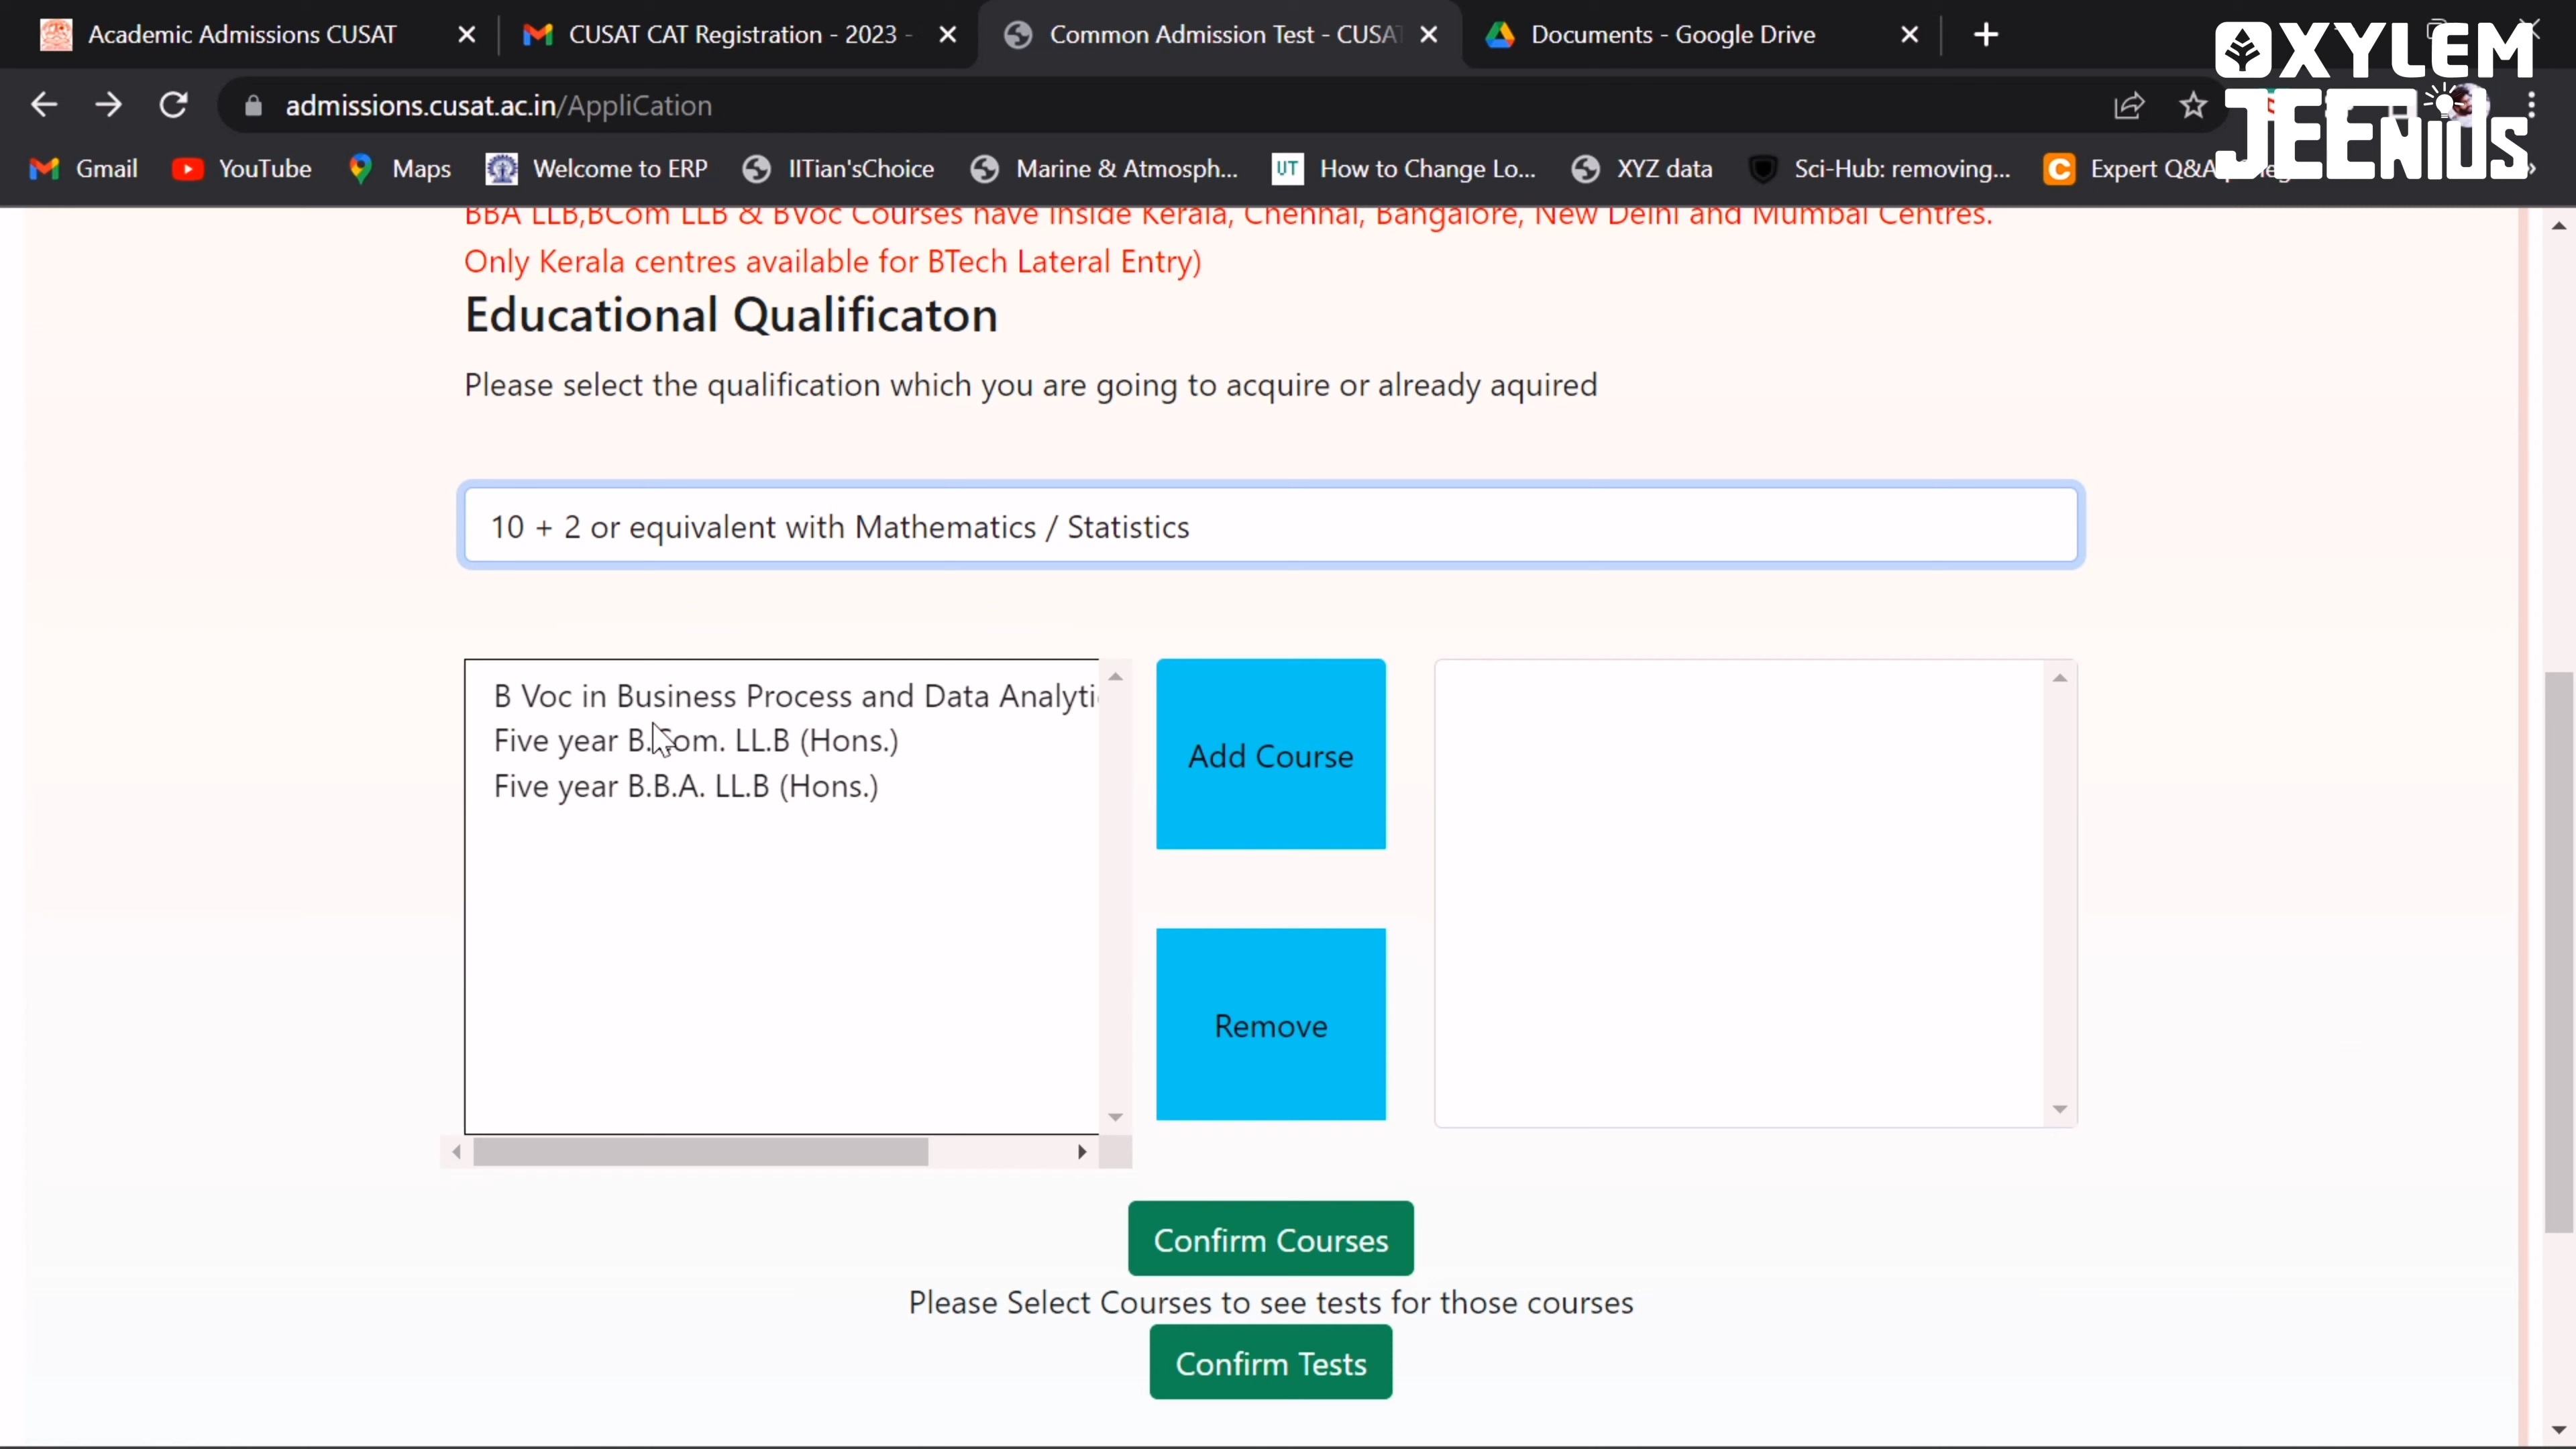 Academic Admissions CUSAT
CUSAT CAT Registration - 2023 -
Common Admission Test - CUSAT
Documents - Google Drive
XYLEM
JEENIUS
admissions.cusat.ac.in/AppliCation
Gmail
YouTube
Maps
Welcome to ERP
IITian'sChoice
Marine & Atmosph...
UT
How to Change Lo...
XYZ data
Sci-Hub: removing...
Expert Q&A
BBA LLB,BCom LLB & BVoc Courses have inside Kerala, Chennai, Bangalore, New Delhi and Mumbai Centres.
Only Kerala centres available for BTech Lateral Entry)
Educational Qualificaton
Please select the qualification which you are going to acquire or already aquired
10 + 2 or equivalent with Mathematics / Statistics
B Voc in Business Process and Data Analytic
Five year B.Com. LL.B (Hons.)
Five year B.B.A. LL.B (Hons.)
Add Course
Remove
Confirm Courses
Please Select Courses to see tests for those courses
Confirm Tests